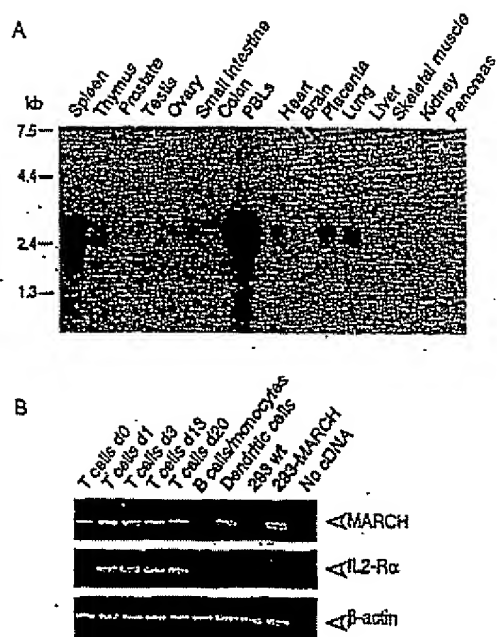 A
Spleen
Thymus
Prostate
Testis
Ovary
Small intestine
Colon
PBLs
Heart
Brain
Placenta
Lung
Liver
Skeletal muscle
Kidney
Pancreas
kb
7.5
4.4
2.4
1.3
B
T cells d0
T cells d1
T cells d3
T cells d13
T cells d20
B cells/monocytes
Dendritic cells
293 wt
293-MARCH
No cDNA
MARCH
IL2-Rα
β-actin